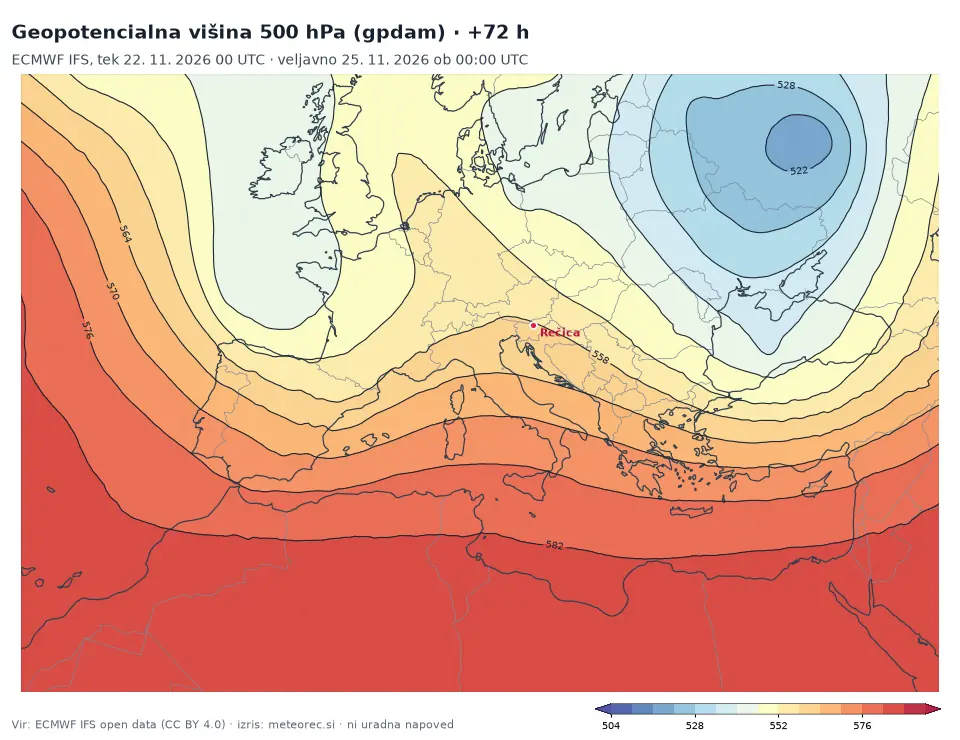 Geopotencialna višina 500 hPa (gpdam) · +72 h
ECMWF IFS, tek 22. 11. 2026 00 UTC · veljavno 25. 11. 2026 ob 00:00 UTC
528
522
564
570
576
Rečica
558
582
Vir: ECMWF IFS open data (CC BY 4.0) · izris: meteorec.si · ni uradna napoved
504 528 552 576